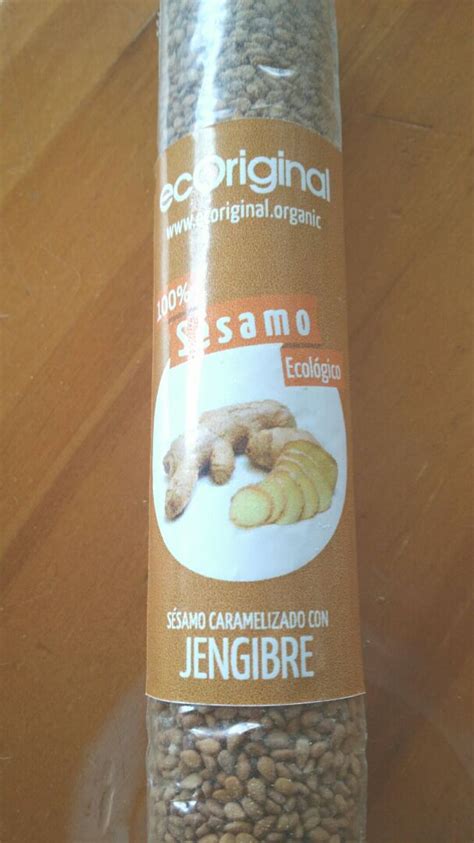 ecOriginal
www.ecoriginal.organic
100%
Sésamo
Ecológico
SÉSAMO CARAMELIZADO CON
JENGIBRE